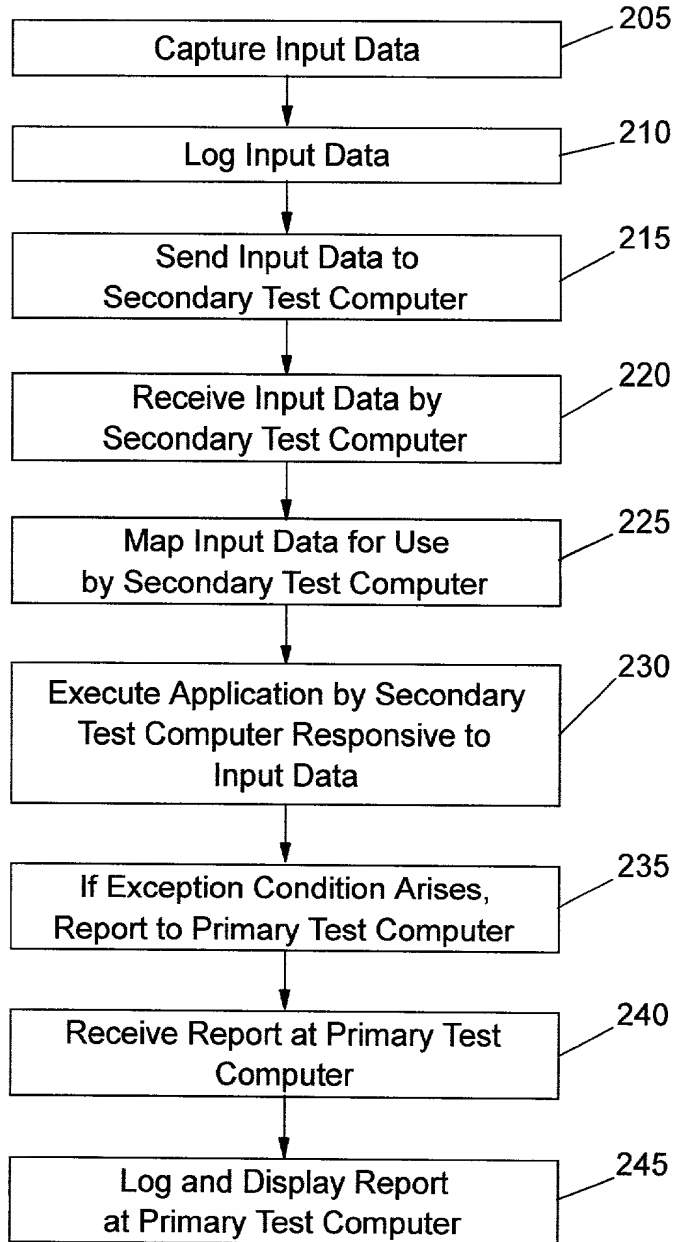 205
Capture Input Data
210
Log Input Data
215
Send Input Data to
Secondary Test Computer
220
Receive Input Data by
Secondary Test Computer
225
Map Input Data for Use
by Secondary Test Computer
230
Execute Application by Secondary
Test Computer Responsive to
Input Data
235
If Exception Condition Arises,
Report to Primary Test Computer
240
Receive Report at Primary Test
Computer
245
Log and Display Report
at Primary Test Computer